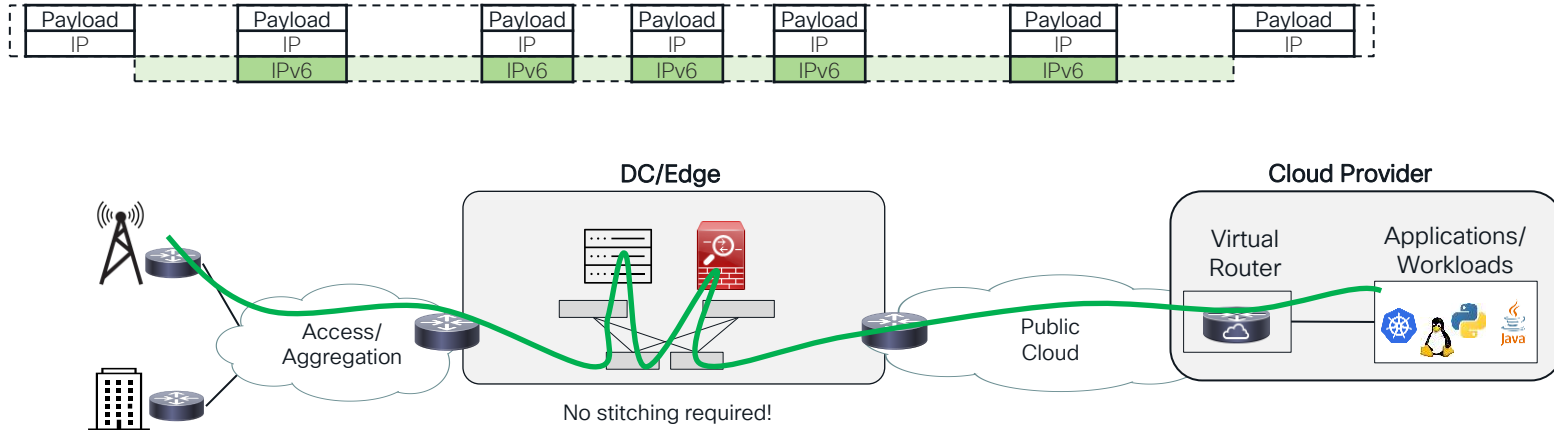 Payload Payload Payload Payload Payload Payload Payload
IP IP IP IP IP IP IP
IPv6 IPv6 IPv6 IPv6 IPv6
DC/Edge
Cloud Provider
Virtual
Router
Applications/
Workloads
Access/
Aggregation
Public
Cloud
Java
No stitching required!